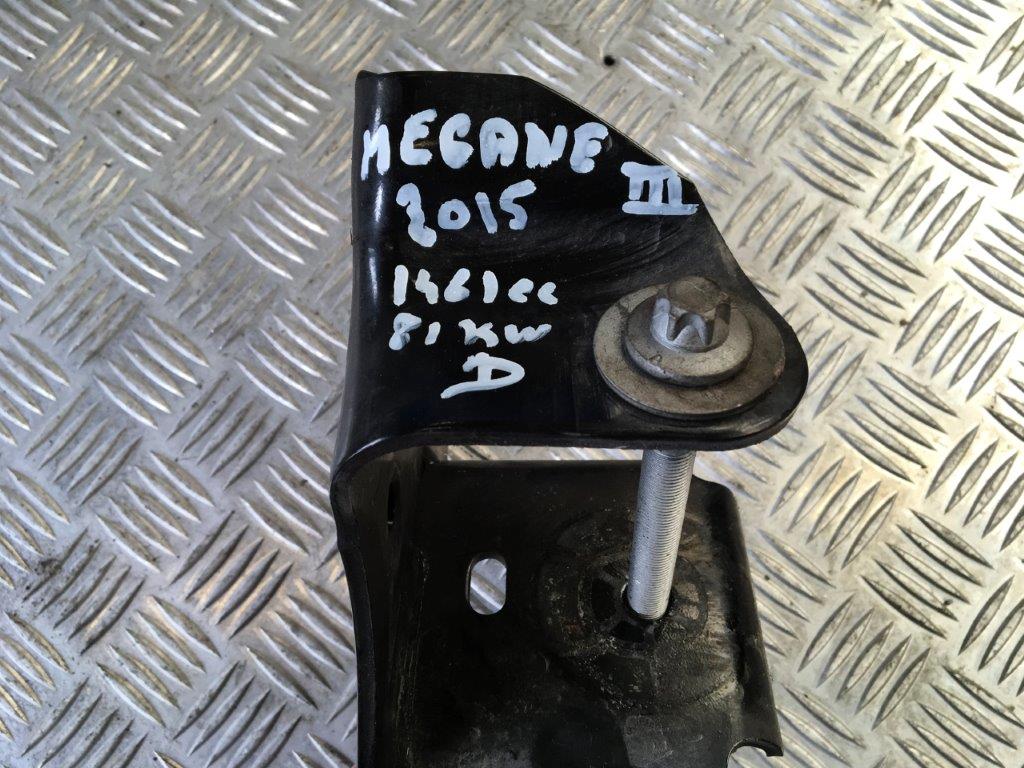 MEGANE III
2015
1461cc
81 KW
D